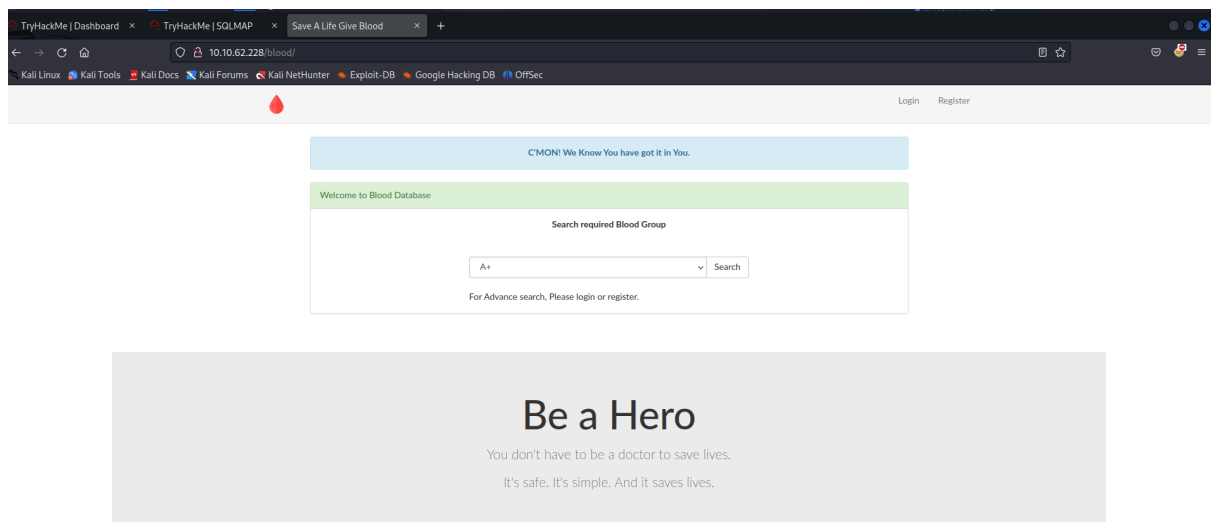 TryHackMe | Dashboard × TryHackMe | SQLMAP × Save A Life Give Blood × +
10.10.62.228/blood/
Kali Linux Kali Tools Kali Docs Kali Forums Kali NetHunter Exploit-DB Google Hacking DB OffSec
Login Register
C'MON! We Know You have got it in You.
Welcome to Blood Database
Search required Blood Group
A+ Search
For Advance search, Please login or register.
Be a Hero
You don't have to be a doctor to save lives.
It's safe. It's simple. And it saves lives.